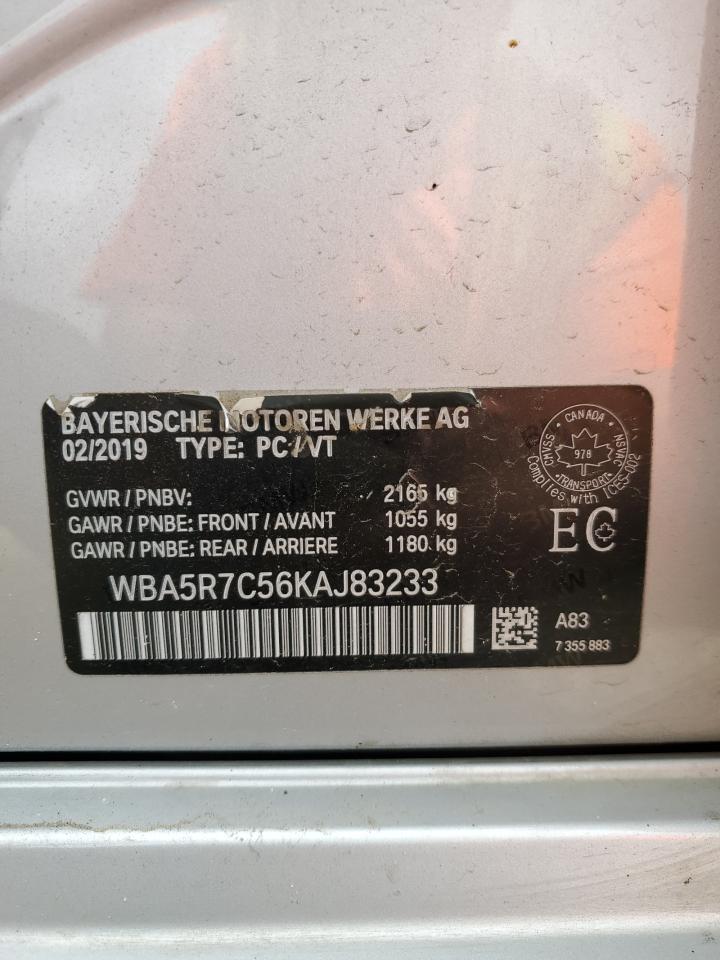 BAYERISCHE MOTOREN WERKE AG
02/2019 TYPE: PC / VT
GVWR / PNBV: 2165 kg
GAWR / PNBE: FRONT / AVANT 1055 kg
GAWR / PNBE: REAR / ARRIERE 1180 kg
WBA5R7C56KAJ83233
CANADA
CMVSS
NSVAC
978
TRANSPORT
Complies with ICES-002
EC
A83
7 355 883